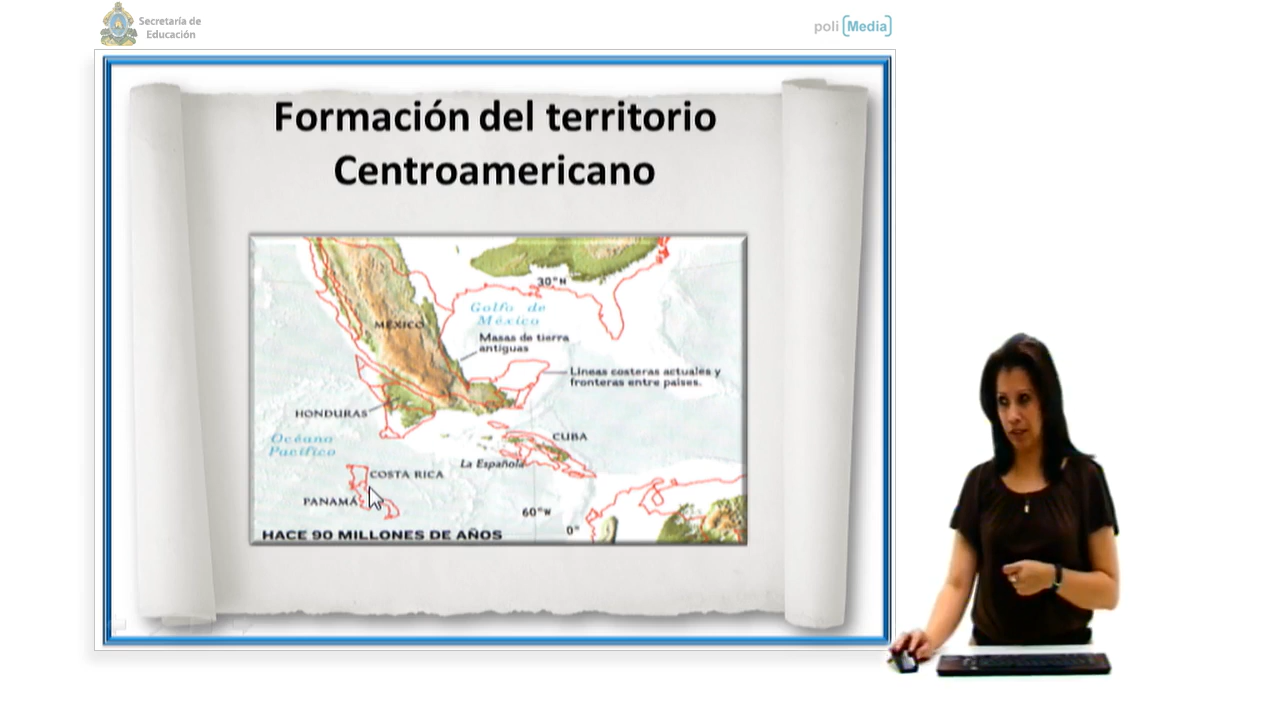 Secretaría de
Educación
poli [Media]
Formación del territorio
Centroamericano
30°N
Golfo de
México
MÉXICO
Masas de tierra
antiguas
Líneas costeras actuales y
fronteras entre países.
HONDURAS
Océano
Pacífico
CUBA
La Española
COSTA RICA
PANAMÁ
60°W
0°
HACE 90 MILLONES DE AÑOS